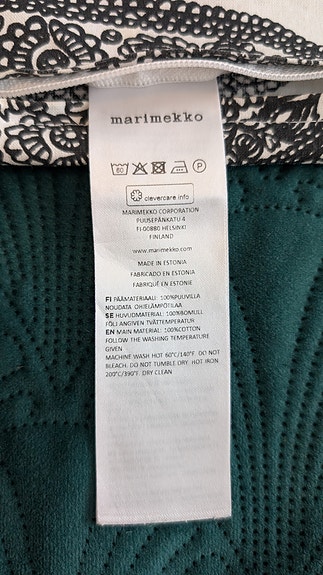 marimekko
60
P
clevercare.info
MARIMEKKO CORPORATION
PUUSEPÄNKATU 4
FI-00880 HELSINKI
FINLAND
www.marimekko.com
MADE IN ESTONIA
FABRICADO EN ESTONIA
FABRIQUÉ EN ESTONIE
FI PÄÄMATERIAALI: 100%PUUVILLA
NOUDATA OHJELÄMPÖTILAA
SE HUVUDMATERIAL: 100%BOMULL
FÖLJ ANGIVEN TVÄTTEMPERATUR
EN MAIN MATERIAL: 100%COTTON
FOLLOW THE WASHING TEMPERATURE
GIVEN
MACHINE WASH HOT 60°C/140°F. DO NOT
BLEACH. DO NOT TUMBLE DRY. HOT IRON
200°C/390°F. DRY CLEAN